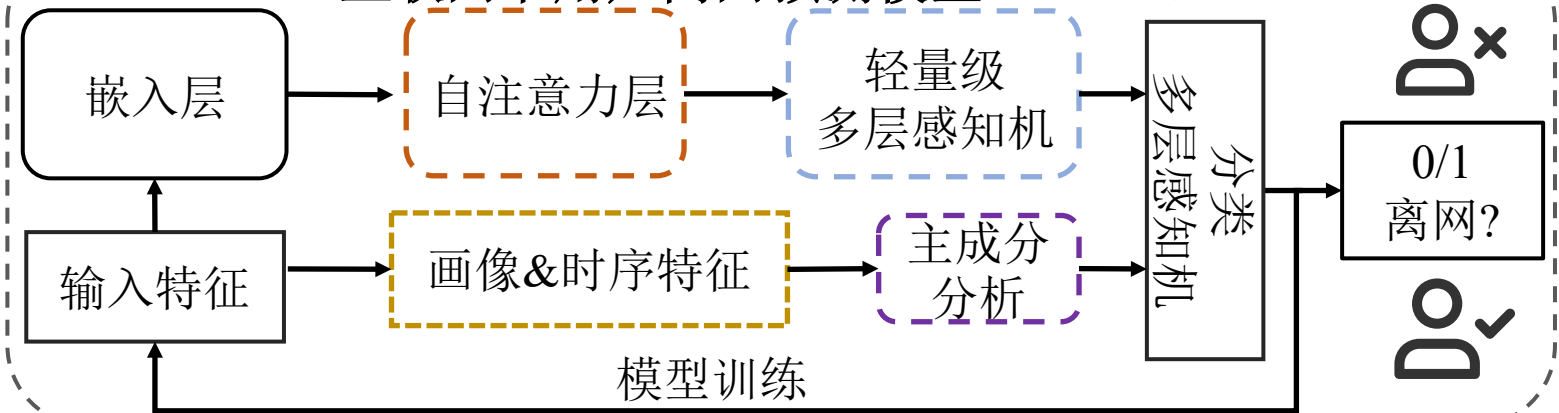 嵌入层
自注意力层
轻量级
多层感知机
分类
多层感知机
0/1
离网?
输入特征
画像&时序特征
主成分
分析
模型训练